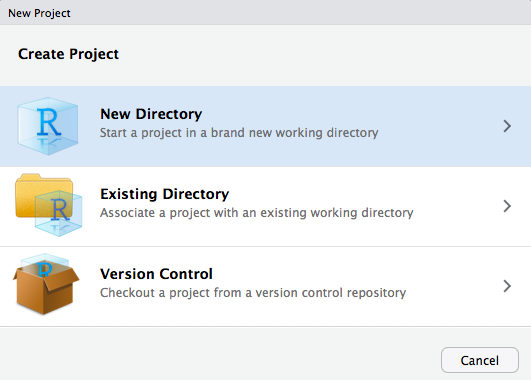 New Project
Create Project
New Directory
Start a project in a brand new working directory
Existing Directory
Associate a project with an existing working directory
Version Control
Checkout a project from a version control repository
Cancel